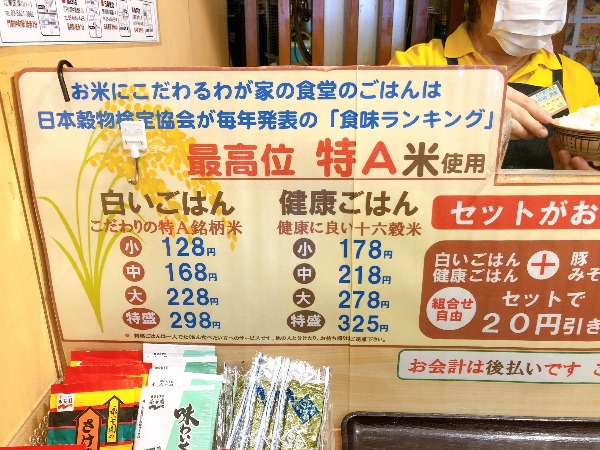 お米にこだわるわが家の食堂のごはんは
日本穀物検定協会が毎年発表の「食味ランキング」
最高位 特A米使用
白いごはん
こだわりの特A銘柄米
小 128円
中 168円
大 228円
特盛 298円
健康ごはん
健康に良い十六穀米
小 178円
中 218円
大 278円
特盛 325円
セットがお
白いごはん
健康ごはん
+
豚
みそ
組合せ
自由
セットで
20円引き
お会計は後払いです
永谷園
さけ
味わい